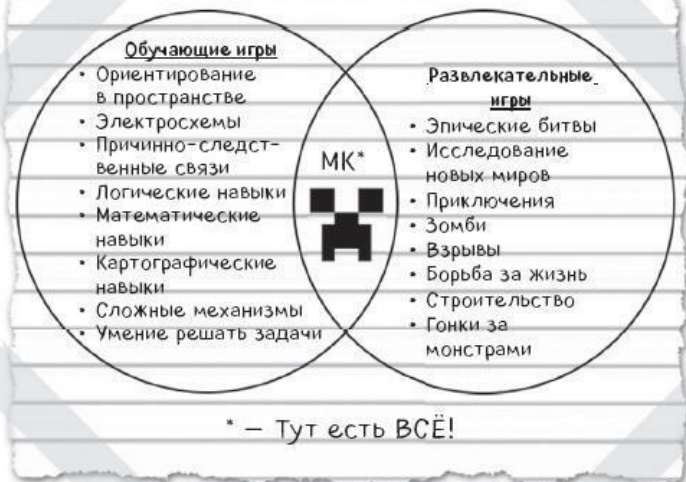 Обучающие игры
• Ориентирование
в пространстве
• Электросхемы
• Причинно-следст-
венные связи
• Логические навыки
• Математические
навыки
• Картографические
навыки
• Сложные механизмы
• Умение решать задачи
МК*
Развлекательные
игры
• Эпические битвы
• Исследование
новых миров
• Приключения
• Зомби
• Взрывы
• Борьба за жизнь
• Строительство
• Гонки за
монстрами
* – Тут есть ВСЁ!